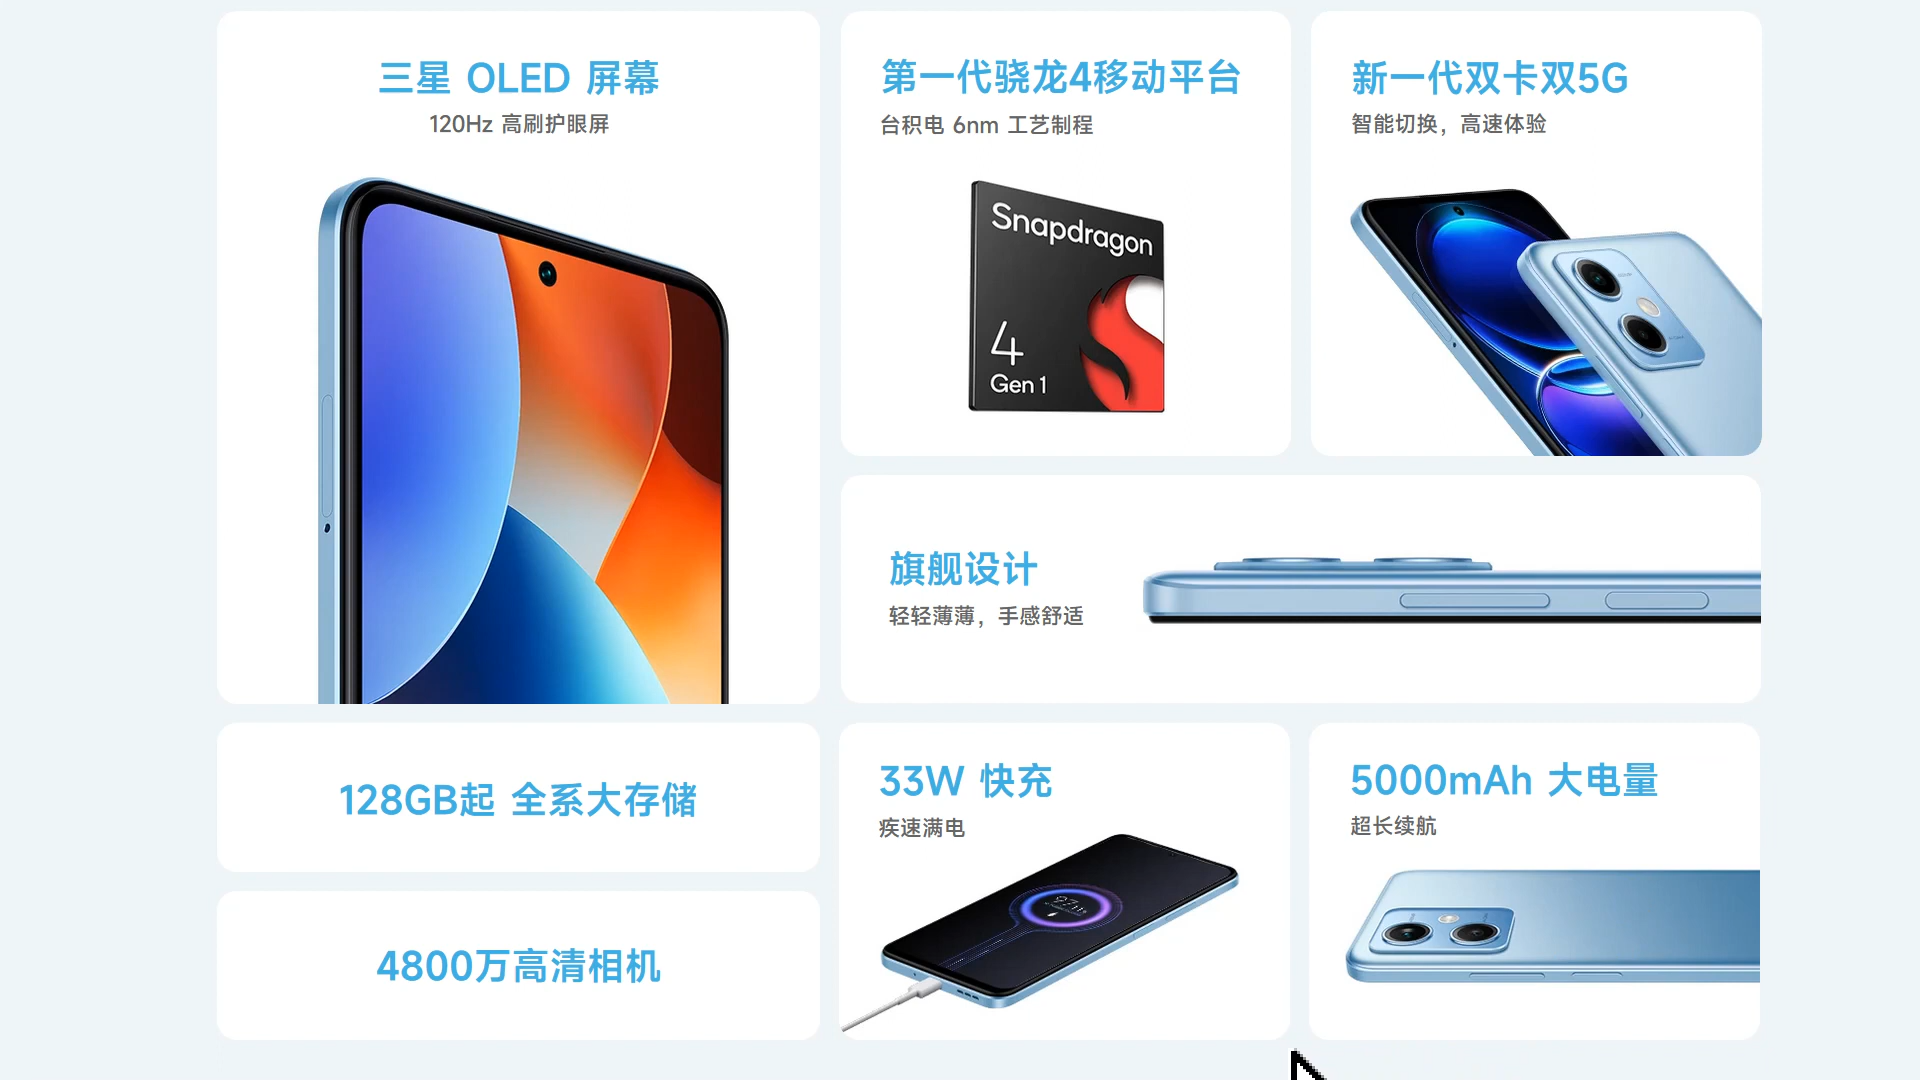 三星 OLED 屏幕
120Hz 高刷护眼屏
第一代骁龙4移动平台
台积电 6nm 工艺制程
Snapdragon
4
Gen 1
新一代双卡双5G
智能切换，高速体验
旗舰设计
轻轻薄薄，手感舒适
128GB起 全系大存储
4800万高清相机
33W 快充
疾速满电
5000mAh 大电量
超长续航